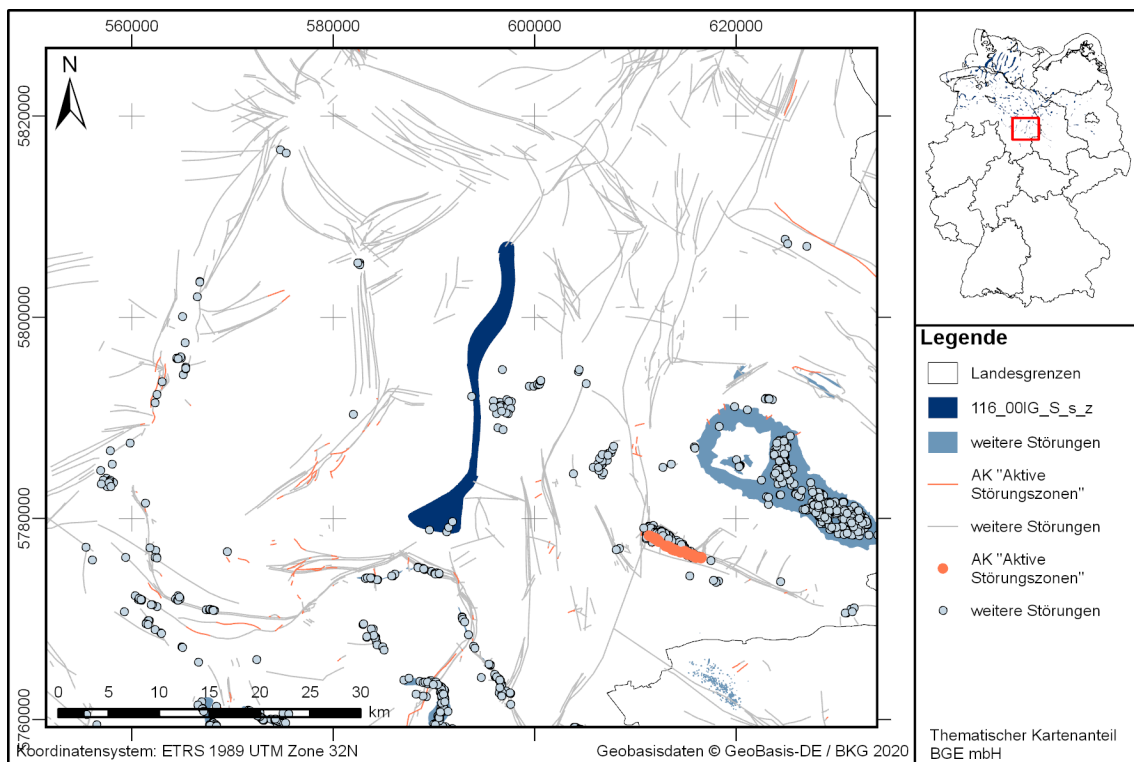 560000 580000 600000 620000
N
5820000
5800000
5780000
5760000
0 5 10 15 20 30
km
Koordinatensystem: ETRS 1989 UTM Zone 32N
Geobasisdaten © GeoBasis-DE / BKG 2020
Legende
Landesgrenzen
116_00IG_S_s_z
weitere Störungen
AK "Aktive
Störungszonen"
weitere Störungen
AK "Aktive
Störungszonen"
weitere Störungen
Thematischer Kartenanteil
BGE mbH